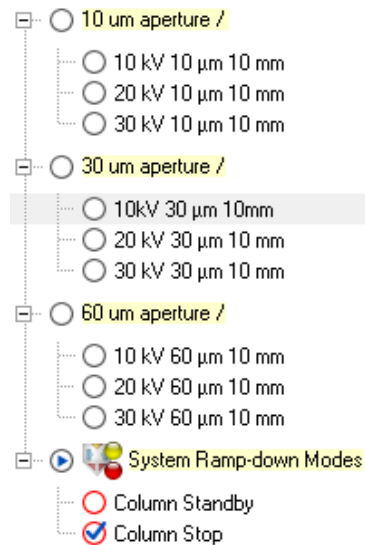 10 um aperture /
10 kV 10 µm 10 mm
20 kV 10 µm 10 mm
30 kV 10 µm 10 mm
30 um aperture /
10kV 30 µm 10mm
20 kV 30 µm 10 mm
30 kV 30 µm 10 mm
60 um aperture /
10 kV 60 µm 10 mm
20 kV 60 µm 10 mm
30 kV 60 µm 10 mm
System Ramp-down Modes
Column Standby
Column Stop